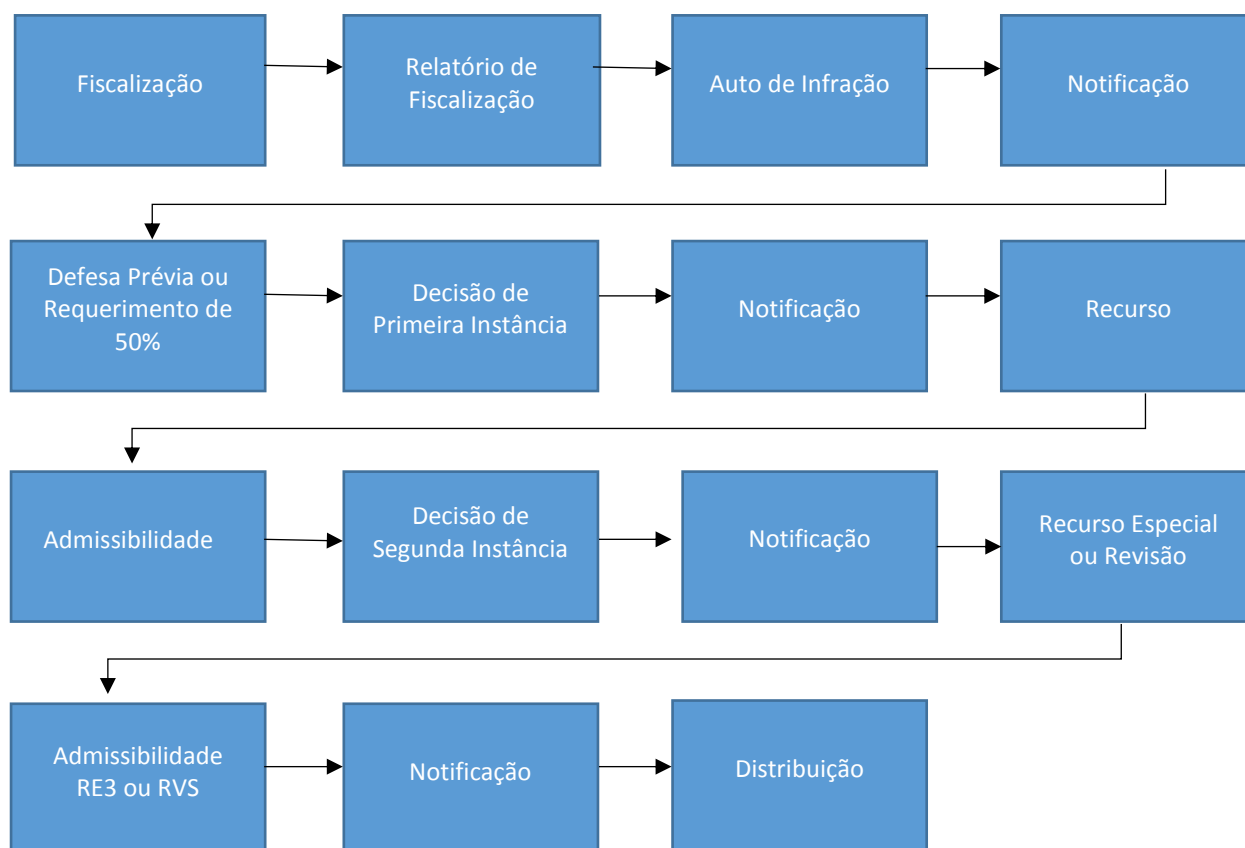 Fiscalização
Relatório de
Fiscalização
Auto de Infração
Notificação
Defesa Prévia ou
Requerimento de
50%
Decisão de
Primeira Instância
Notificação
Recurso
Admissibilidade
Decisão de
Segunda Instância
Notificação
Recurso Especial
ou Revisão
Admissibilidade
RE3 ou RVS
Notificação
Distribuição